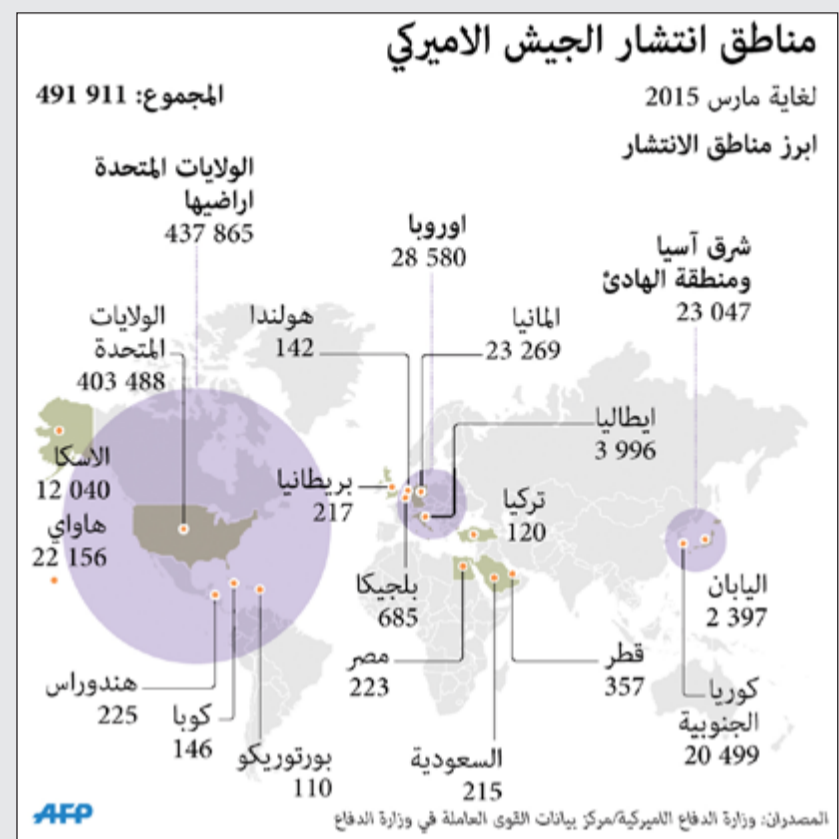 مناطق انتشار الجيش الاميركي
لغاية مارس 2015
المجموع: 911 491
ابرز مناطق الانتشار
الولايات المتحدة
اراضيها
437 865
اوروبا
28 580
شرق آسيا
ومنطقة الهادئ
23 047
الولايات
المتحدة
403 488
هولندا
142
المانيا
23 269
ايطاليا
3 996
الاسكا
12 040
هاواي
22 156
بريطانيا
217
تركيا
120
بلجيكا
685
اليابان
2 397
هندوراس
225
كوبا
146
بورتوريكو
110
مصر
223
السعودية
215
قطر
357
كوريا
الجنوبية
20 499
AFP
المصدران: وزارة الدفاع الاميركية/مركز بيانات القوى العاملة في وزارة الدفاع